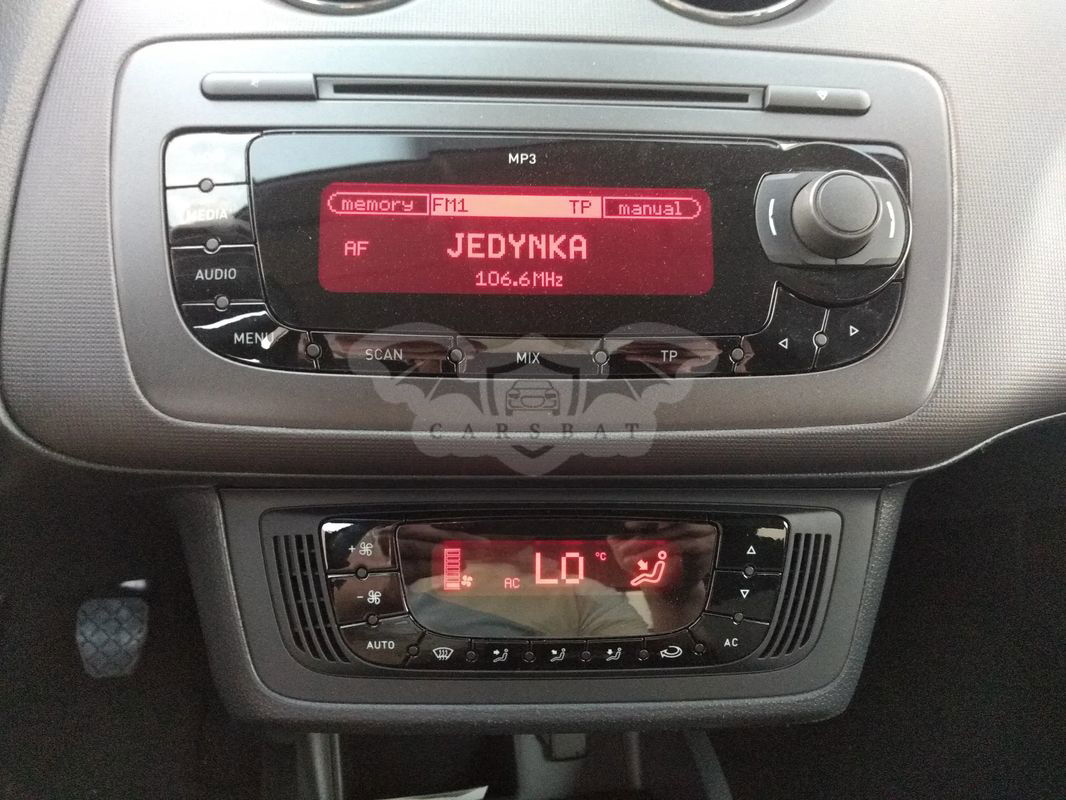 MP3
memory FM1 TP manual
MEDIA
AF JEDYNKA
106.6MHz
AUDIO
MENU
SCAN MIX TP
CARSBAT
AC LO °C
+
-
AUTO AC